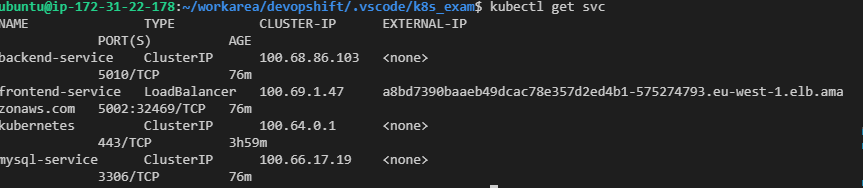 ubuntu@ip-172-31-22-178:~/workarea/devopshift/.vscode/k8s_exam$ kubectl get svc
NAME               TYPE           CLUSTER-IP      EXTERNAL-IP
             PORT(S)          AGE
backend-service    ClusterIP      100.68.86.103   <none>
             5010/TCP         76m
frontend-service   LoadBalancer   100.69.1.47     a8bd7390baaeb49dcac78e357d2ed4b1-575274793.eu-west-1.elb.ama
zonaws.com   5002:32469/TCP   76m
kubernetes         ClusterIP      100.64.0.1      <none>
             443/TCP          3h59m
mysql-service      ClusterIP      100.66.17.19    <none>
             3306/TCP         76m